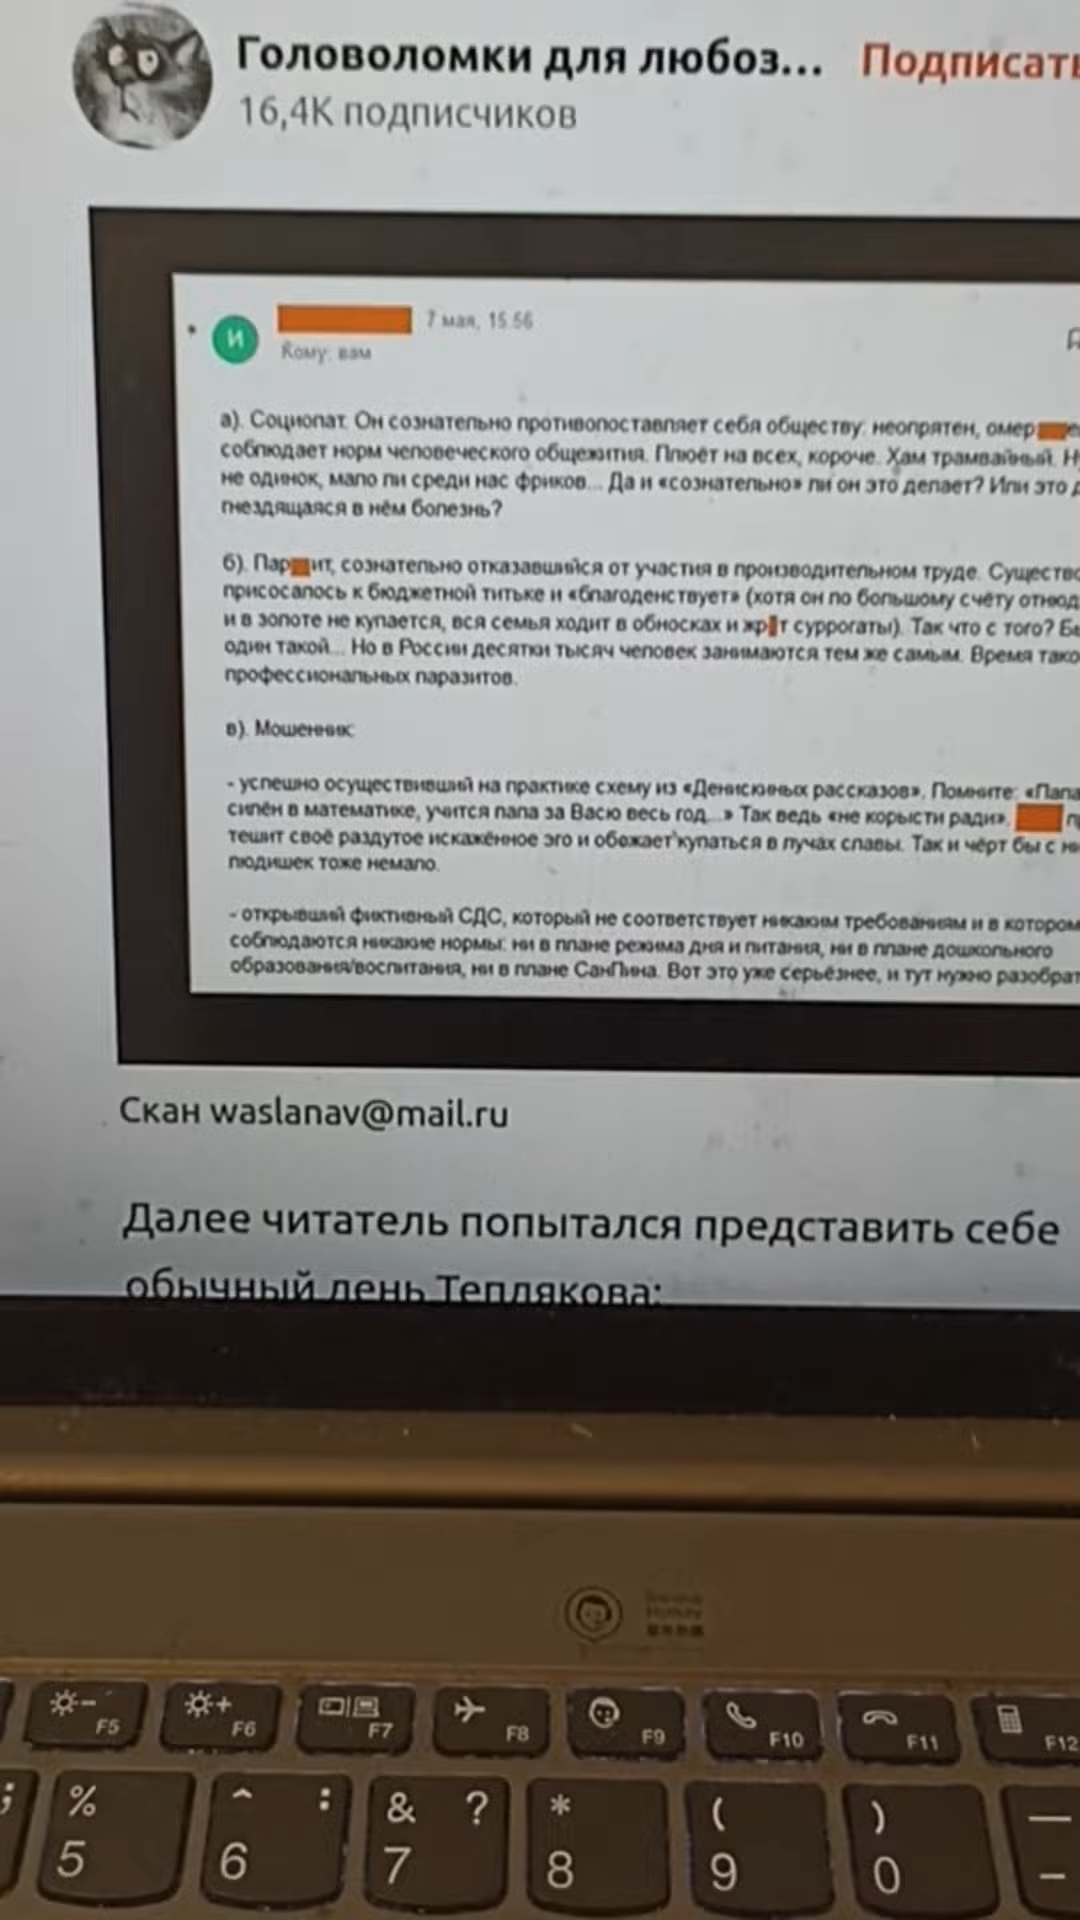 Головоломки для любоз... Подписать
16,4K подписчиков
И 7 мая, 15:56
Кому: вам
а). Социопат. Он сознательно противопоставляет себя обществу: неопрятен, омер
соблюдает норм человеческого общежития. Плюёт на всех, короче. Хам трамвайный. Н
не одинок, мало ли среди нас фриков... Да и «сознательно» ли он это делает? Или это д
гнездящаяся в нём болезнь?
б). Пар ит, сознательно отказавшийся от участия в производительном труде. Существо
присосалось к бюджетной титьке и «благоденствует» (хотя он по большому счёту отнюд
и в золоте не купается, вся семья ходит в обносках и жр т суррогаты). Так что с того? Бы
один такой... Но в России десятки тысяч человек занимаются тем же самым. Время тако
профессиональных паразитов.
в). Мошенник:
- успешно осуществивший на практике схему из «Денискиных рассказов». Помните: «Папа
силён в математике, учится папа за Васю весь год...» Так ведь «не корысти ради». п
тешит своё раздутое искажённое эго и обожает купаться в лучах славы. Так и чёрт бы с н
людишек тоже немало.
- открывший фиктивный СДС, который не соответствует никаким требованиям и в котором
соблюдаются никакие нормы: ни в плане режима дня и питания, ни в плане дошкольного
образования/воспитания, ни в плане СанПина. Вот это уже серьёзнее, и тут нужно разобрат
Скан waslanav@mail.ru
Далее читатель попытался представить себе
обычный день Теплякова:
F5 F6 F7 F8 F9 F10 F11 F12
; % ^ : & ? * ( ) —
5 6 7 8 9 0 -